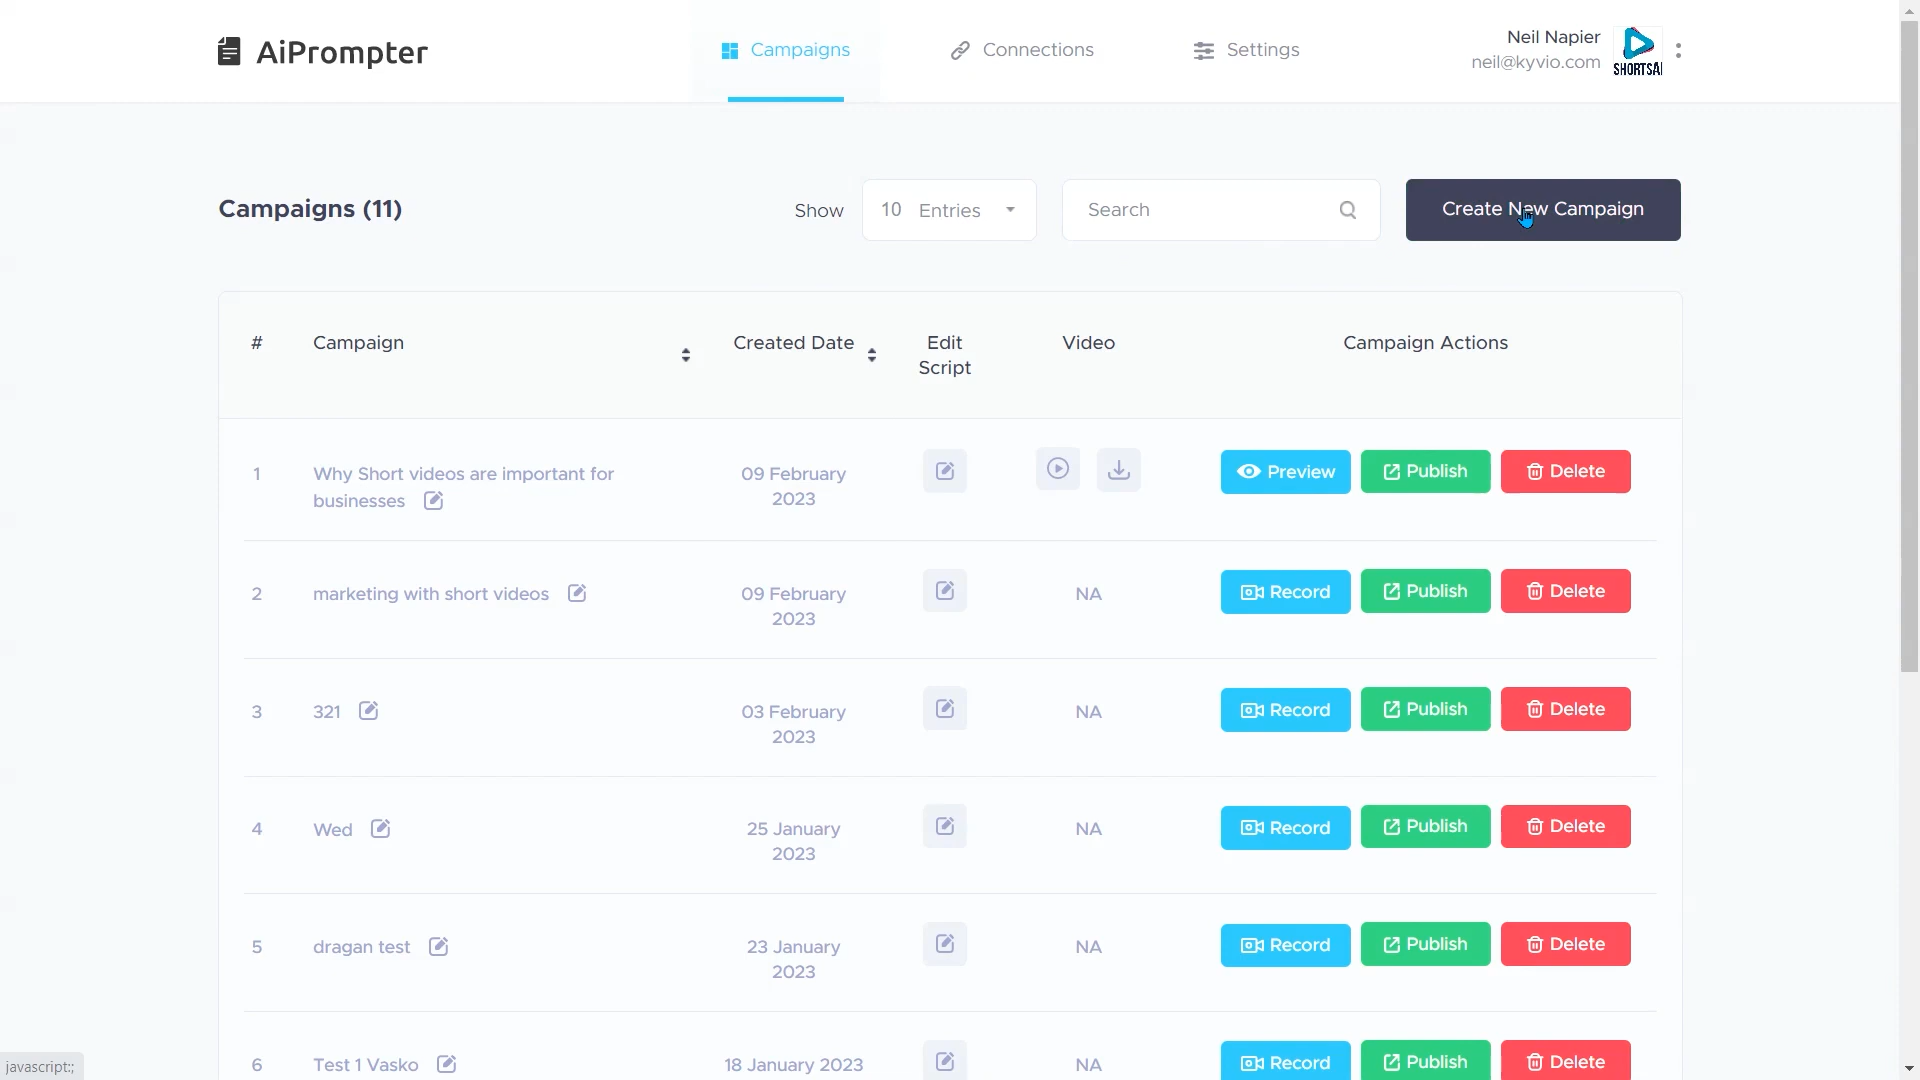 AiPrompter
Campaigns
Connections
Settings
Neil Napier
neil@kyvio.com
SHORTSAI
Campaigns (11)
Show
10 Entries
Search
Create New Campaign
# Campaign Created Date Edit Script Video Campaign Actions
1 Why Short videos are important for 09 February Preview Publish Delete
businesses 2023
2 marketing with short videos 09 February NA Record Publish Delete
2023
3 321 03 February NA Record Publish Delete
2023
4 Wed 25 January NA Record Publish Delete
2023
5 dragan test 23 January NA Record Publish Delete
2023
6 Test 1 Vasko 18 January 2023 NA Record Publish Delete
javascript:;